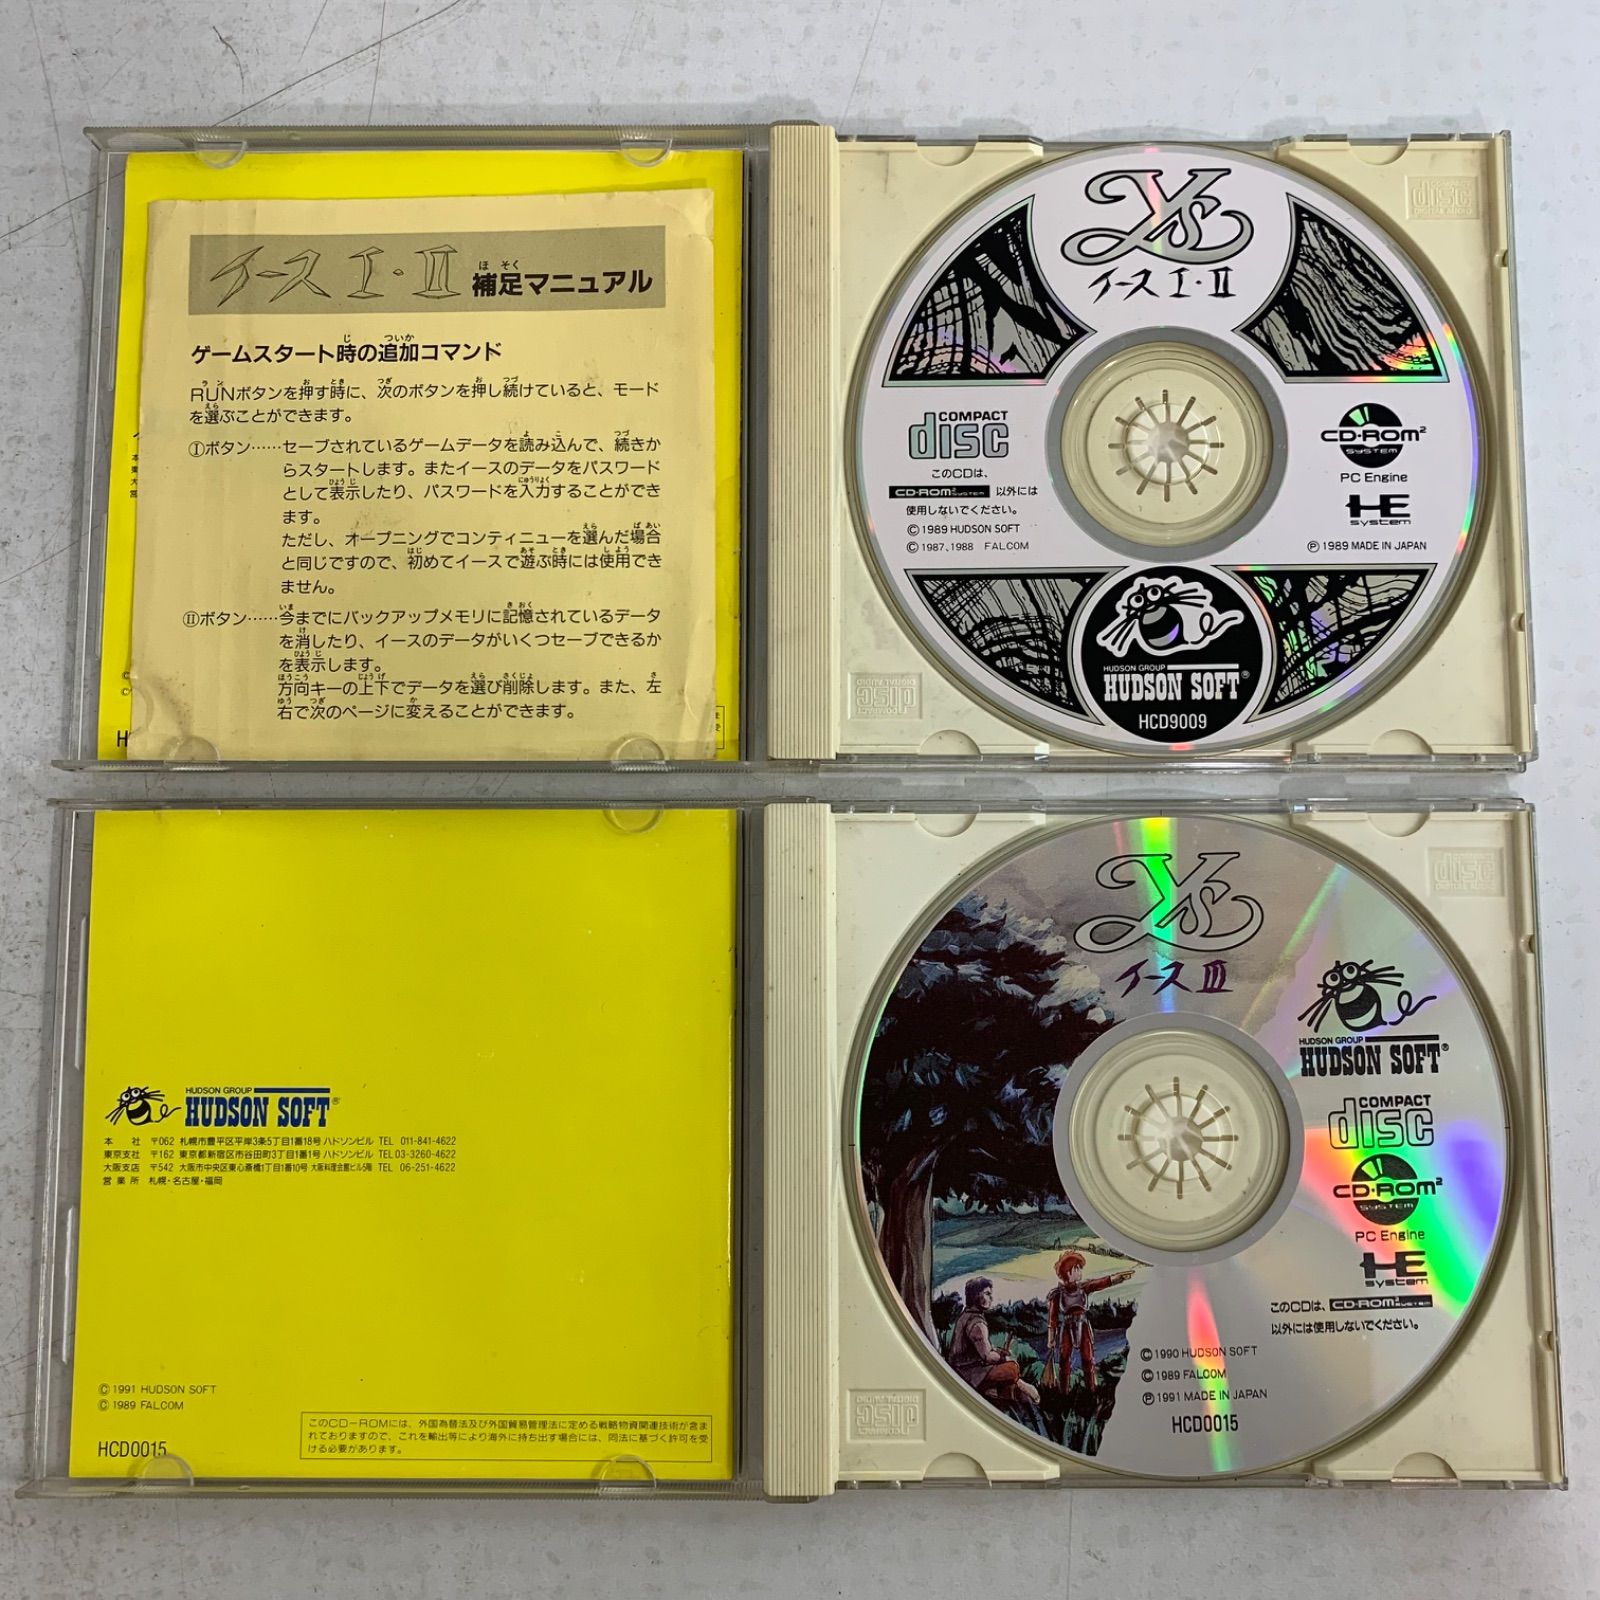 イース I・II 補足マニュアル
ゲームスタート時の追加コマンド
RUNボタンを押す時に、次のボタンを押し続けていると、モード
を選ぶことができます。
Ⓘボタン……セーブされているゲームデータを読み込んで、続きか
らスタートします。またイースのデータをパスワード
として表示したり、パスワードを入力することができ
ます。
ただし、オープニングでコンティニューを選んだ場合
と同じですので、初めてイースで遊ぶ時には使用でき
ません。
Ⅱボタン……今までにバックアップメモリに記憶されているデータ
を消したり、イースのデータがいくつセーブできるか
を表示します。
方向キーの上下でデータを選び削除します。また、左
右で次のページに変えることができます。
Ys
イース I・II
COMPACT
disc
このCDは、
CD-ROM² SYSTEM 以外には
使用しないでください。
© 1989 HUDSON SOFT
© 1987, 1988 FALCOM
CD-ROM²
SYSTEM
PC Engine
HE
system
Ⓟ 1989 MADE IN JAPAN
HUDSON GROUP
HUDSON SOFT®
HCD9009
COMPACT
disc
DIGITAL AUDIO
HUDSON GROUP
HUDSON SOFT®
本 社 〒062 札幌市豊平区平岸3条5丁目1番18号 ハドソンビル TEL 011-841-4622
東京支社 〒162 東京都新宿区市谷田町3丁目1番1号 ハドソンビル TEL 03-3260-4622
大阪支店 〒542 大阪市中央区東心斎橋1丁目1番10号 大阪料理会館ビル5階 TEL 06-251-4622
営業所 札幌・名古屋・福岡
© 1991 HUDSON SOFT
© 1989 FALCOM
HCD0015
このCD-ROMには、外国為替法及び外国貿易管理法に定める戦略物資関連技術が含ま
れておりますので、これを輸出等により海外に持ち出す場合には、同法に基づく許可を受
ける必要があります。
Ys
イース III
HUDSON GROUP
HUDSON SOFT®
COMPACT
disc
CD-ROM²
SYSTEM
PC Engine
HE
system
このCDは、CD-ROM² SYSTEM
以外には使用しないでください。
© 1990 HUDSON SOFT
© 1989 FALCOM
Ⓟ 1991 MADE IN JAPAN
HCD0015